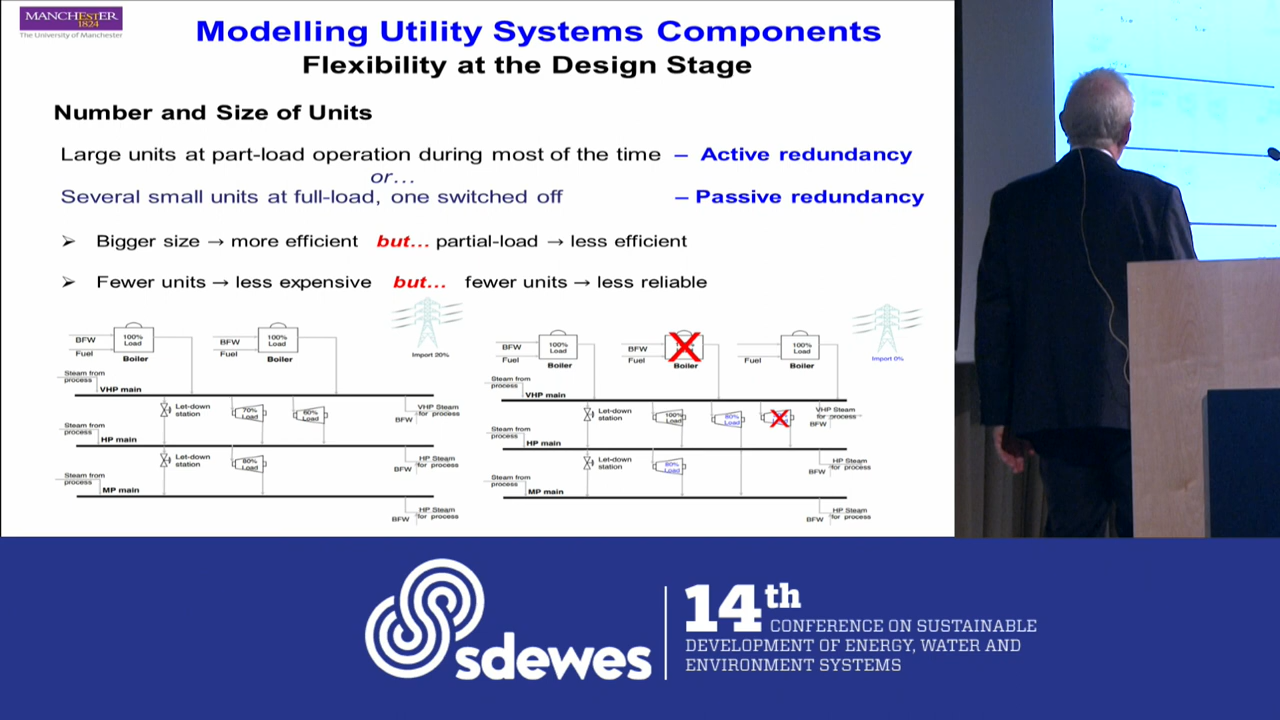 MANCHESTER
1824
The University of Manchester
Modelling Utility Systems Components
Flexibility at the Design Stage
Number and Size of Units
Large units at part-load operation during most of the time – Active redundancy
or…
Several small units at full-load, one switched off – Passive redundancy
➢ Bigger size → more efficient but… partial-load → less efficient
➢ Fewer units → less expensive but… fewer units → less reliable
BFW
Fuel
100%
Load
Boiler
BFW
Fuel
100%
Load
Boiler
Import 20%
Steam from
process
VHP main
Let-down
station
70%
Load
60%
Load
VHP Steam
for process
BFW
Steam from
process
HP main
Let-down
station
80%
Load
HP Steam
for process
BFW
Steam from
process
MP main
HP Steam
for process
BFW
BFW
Fuel
100%
Load
Boiler
BFW
Fuel
Boiler
Fuel
100%
Load
Boiler
Import 0%
Steam from
process
VHP main
Let-down
station
100%
Load
80%
Load
VHP Steam
for process
BFW
Steam from
process
HP main
Let-down
station
80%
Load
HP Steam
for process
BFW
Steam from
process
MP main
HP Steam
for process
BFW
sdewes
14th
CONFERENCE ON SUSTAINABLE
DEVELOPMENT OF ENERGY, WATER AND
ENVIRONMENT SYSTEMS